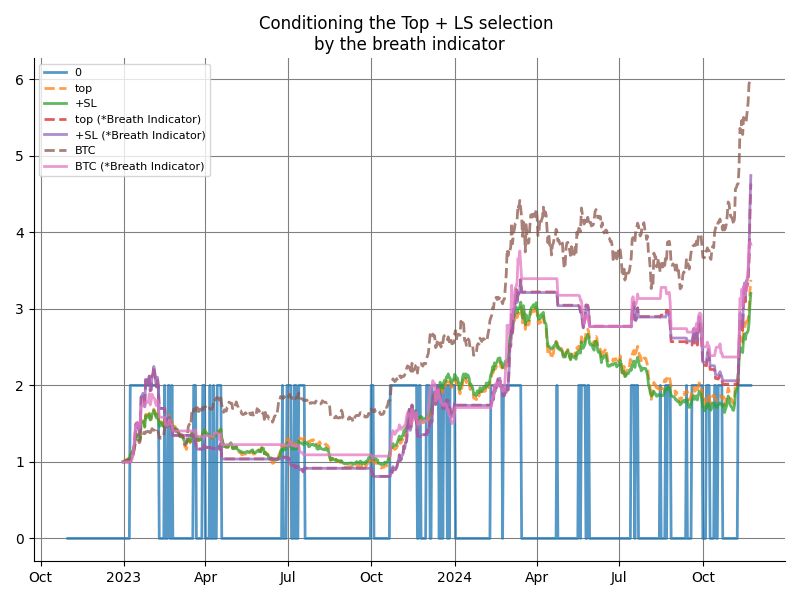 Conditioning the Top + LS selection
by the breath indicator
0
top
+SL
top (*Breath Indicator)
+SL (*Breath Indicator)
BTC
BTC (*Breath Indicator)
6
5
4
3
2
1
0
Oct
2023
Apr
Jul
Oct
2024
Apr
Jul
Oct